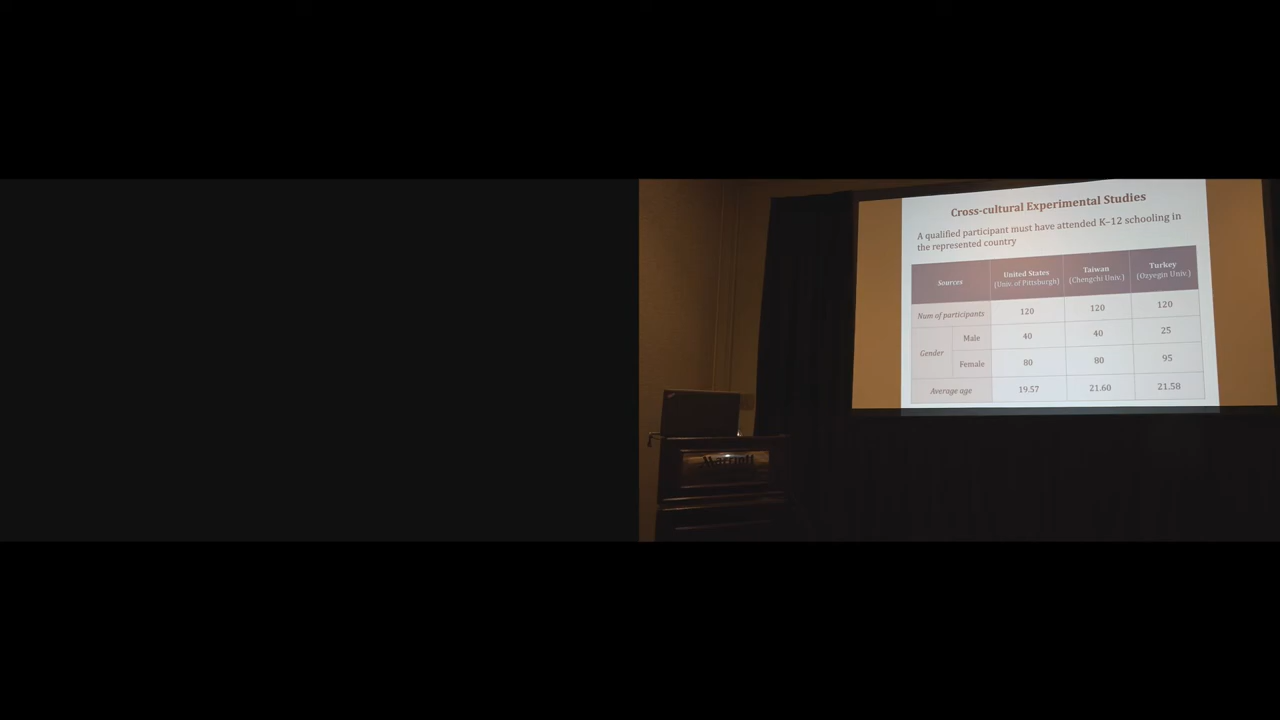 Cross-cultural Experimental Studies
A qualified participant must have attended K–12 schooling in
the represented country
Sources United States Taiwan Turkey
(Univ. of Pittsburgh) (Chengchi Univ.) (Ozyegin Univ.)
Num of participants 120 120 120
Gender Male 40 40 25
Female 80 80 95
Average age 19.57 21.60 21.58
Marriott